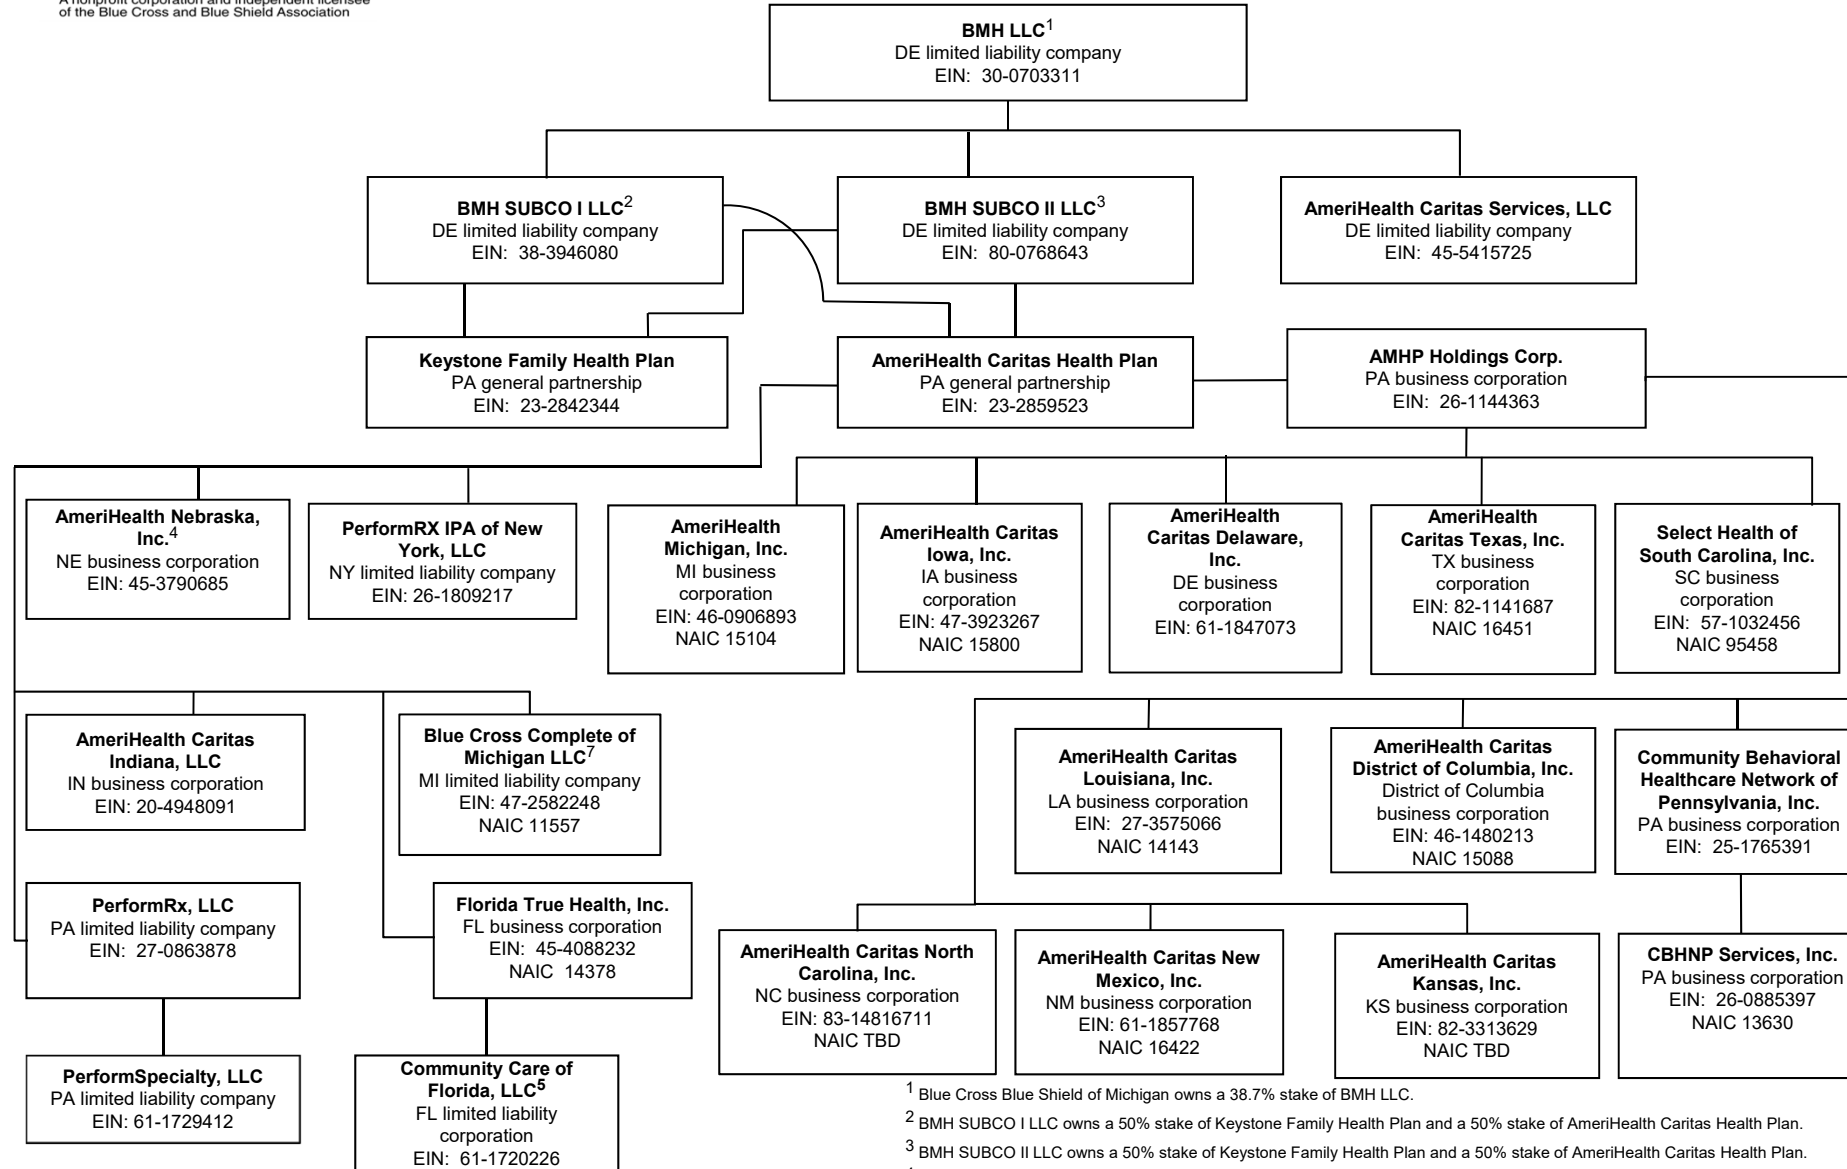 A nonprofit corporation and independent licensee
of the Blue Cross and Blue Shield Association
BMH LLC1
DE limited liability company
EIN: 30-0703311
BMH SUBCO I LLC2
DE limited liability company
EIN: 38-3946080
BMH SUBCO II LLC3
DE limited liability company
EIN: 80-0768643
AmeriHealth Caritas Services, LLC
DE limited liability company
EIN: 45-5415725
Keystone Family Health Plan
PA general partnership
EIN: 23-2842344
AmeriHealth Caritas Health Plan
PA general partnership
EIN: 23-2859523
AMHP Holdings Corp.
PA business corporation
EIN: 26-1144363
AmeriHealth Nebraska,
Inc.4
NE business corporation
EIN: 45-3790685
PerformRX IPA of New
York, LLC
NY limited liability company
EIN: 26-1809217
AmeriHealth
Michigan, Inc.
MI business
corporation
EIN: 46-0906893
NAIC 15104
AmeriHealth Caritas
Iowa, Inc.
IA business
corporation
EIN: 47-3923267
NAIC 15800
AmeriHealth
Caritas Delaware,
Inc.
DE business
corporation
EIN: 61-1847073
AmeriHealth
Caritas Texas, Inc.
TX business
corporation
EIN: 82-1141687
NAIC 16451
Select Health of
South Carolina, Inc.
SC business
corporation
EIN: 57-1032456
NAIC 95458
AmeriHealth Caritas
Indiana, LLC
IN business corporation
EIN: 20-4948091
Blue Cross Complete of
Michigan LLC7
MI limited liability company
EIN: 47-2582248
NAIC 11557
AmeriHealth Caritas
Louisiana, Inc.
LA business corporation
EIN: 27-3575066
NAIC 14143
AmeriHealth Caritas
District of Columbia, Inc.
District of Columbia
business corporation
EIN: 46-1480213
NAIC 15088
Community Behavioral
Healthcare Network of
Pennsylvania, Inc.
PA business corporation
EIN: 25-1765391
PerformRx, LLC
PA limited liability company
EIN: 27-0863878
Florida True Health, Inc.
FL business corporation
EIN: 45-4088232
NAIC 14378
AmeriHealth Caritas North
Carolina, Inc.
NC business corporation
EIN: 83-14816711
NAIC TBD
AmeriHealth Caritas New
Mexico, Inc.
NM business corporation
EIN: 61-1857768
NAIC 16422
AmeriHealth Caritas
Kansas, Inc.
KS business corporation
EIN: 82-3313629
NAIC TBD
CBHNP Services, Inc.
PA business corporation
EIN: 26-0885397
NAIC 13630
PerformSpecialty, LLC
PA limited liability company
EIN: 61-1729412
Community Care of
Florida, LLC5
FL limited liability
corporation
EIN: 61-1720226
1 Blue Cross Blue Shield of Michigan owns a 38.7% stake of BMH LLC.
2 BMH SUBCO I LLC owns a 50% stake of Keystone Family Health Plan and a 50% stake of AmeriHealth Caritas Health Plan.
3 BMH SUBCO II LLC owns a 50% stake of Keystone Family Health Plan and a 50% stake of AmeriHealth Caritas Health Plan.